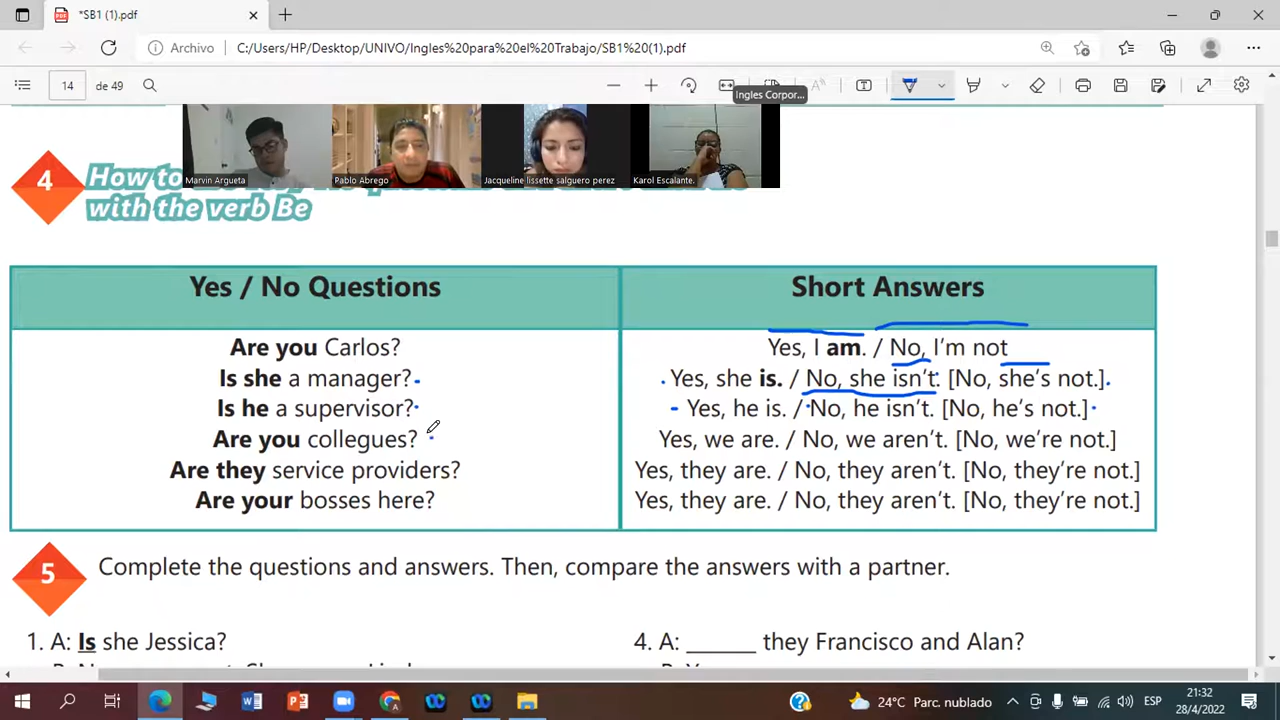 *SB1 (1).pdf
Archivo
C:/Users/HP/Desktop/UNIVO/Ingles%20para%20el%20Trabajo/SB1%20(1).pdf
14 de 49
Ingles Corpor...
Marvin Argueta
Pablo Abrego
Jacqueline lissette salguero perez
Karol Escalante.
4
How to
with the verb Be
Yes / No Questions
Short Answers
Are you Carlos?
Yes, I am. / No, I'm not
Is she a manager?
Yes, she is. / No, she isn't. [No, she's not.]
Is he a supervisor?
Yes, he is. / No, he isn't. [No, he's not.]
Are you collegues?
Yes, we are. / No, we aren't. [No, we're not.]
Are they service providers?
Yes, they are. / No, they aren't. [No, they're not.]
Are your bosses here?
Yes, they are. / No, they aren't. [No, they're not.]
5
Complete the questions and answers. Then, compare the answers with a partner.
1. A: Is she Jessica?
4. A: ______ they Francisco and Alan?
24°C Parc. nublado
ESP
21:32
28/4/2022